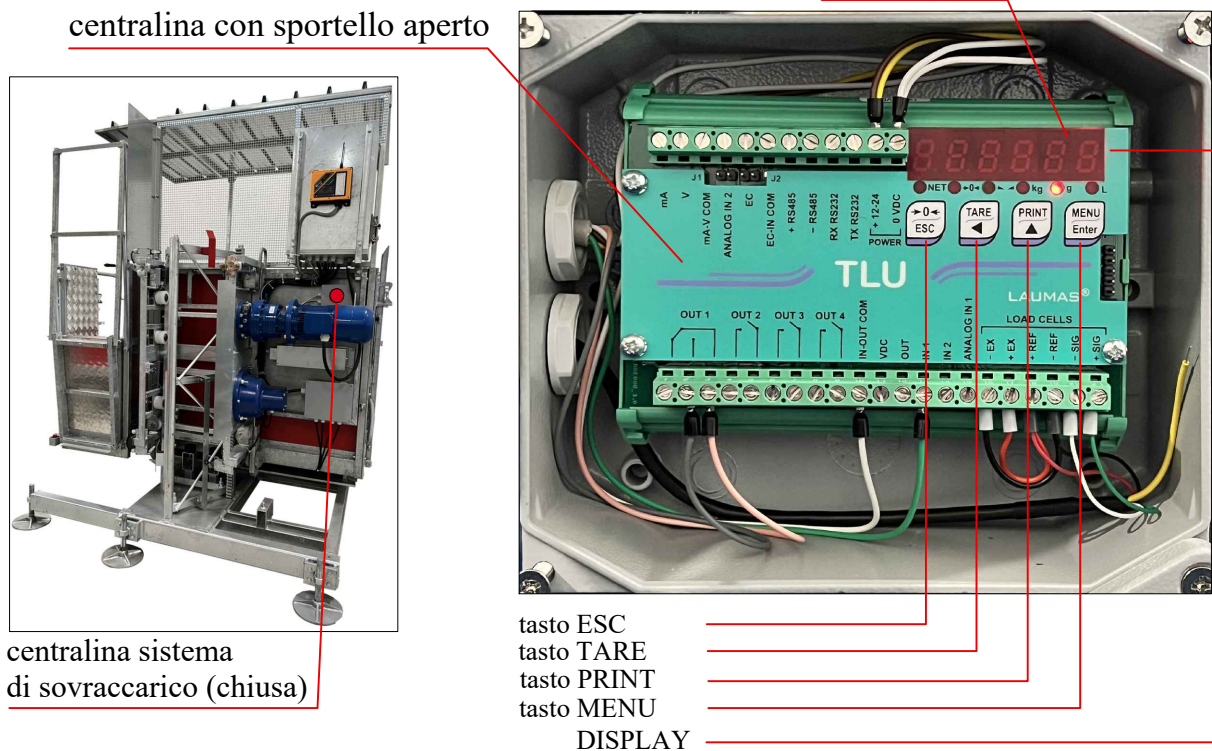 centralina con sportello aperto
centralina sistema
di sovraccarico (chiusa)
J1
J2
mA
V
mA-V COM
ANALOG IN 2
EC
EC-IN COM
+ RS485
− RS485
RX RS232
TX RS232
+ 12-24
0 VDC
POWER
NET
→0←
kg
g
L
→0←
ESC
TARE
◄
PRINT
▲
MENU
Enter
TLU
LAUMAS®
OUT 1
OUT 2
OUT 3
OUT 4
IN-OUT COM
VDC
OUT
IN 1
IN 2
ANALOG IN 1
LOAD CELLS
− EX
+ EX
+ REF
− REF
− SIG
+ SIG
tasto ESC
tasto TARE
tasto PRINT
tasto MENU
DISPLAY